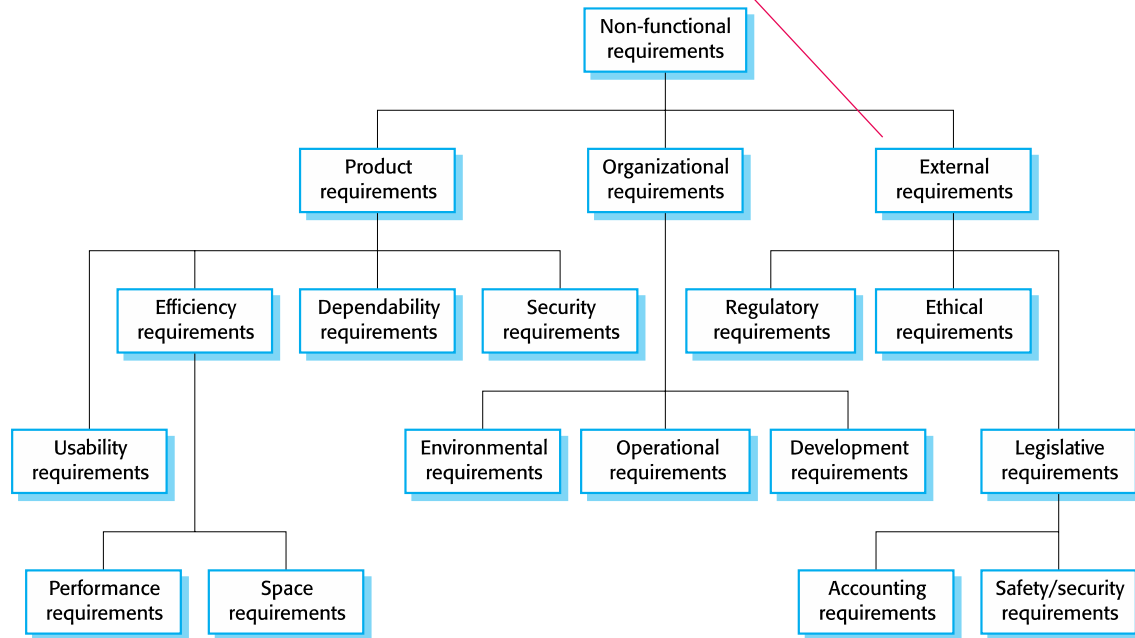 Non-functional
requirements
Product
requirements
Organizational
requirements
External
requirements
Efficiency
requirements
Dependability
requirements
Security
requirements
Regulatory
requirements
Ethical
requirements
Usability
requirements
Environmental
requirements
Operational
requirements
Development
requirements
Legislative
requirements
Performance
requirements
Space
requirements
Accounting
requirements
Safety/security
requirements